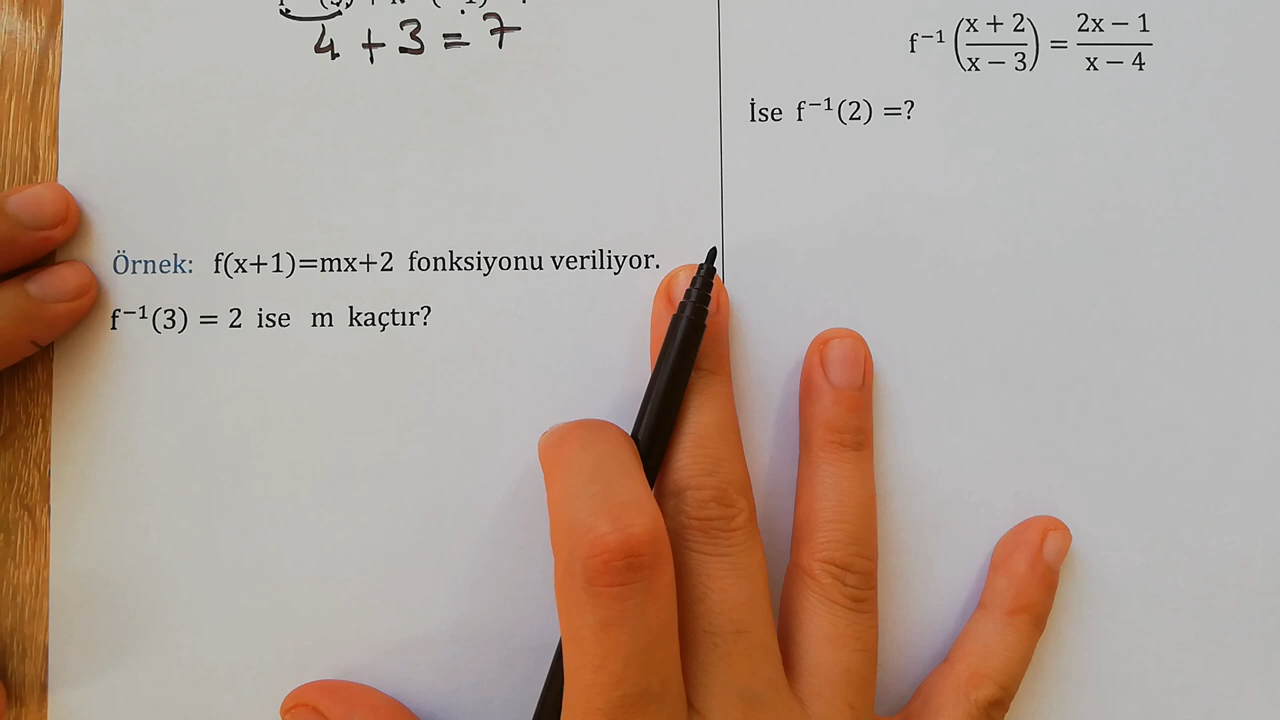 4 + 3 = 7
Örnek: f(x+1)=mx+2 fonksiyonu veriliyor.
f⁻¹(3) = 2 ise m kaçtır?
f⁻¹((x + 2)/(x − 3)) = (2x − 1)/(x − 4)
İse f⁻¹(2) =?